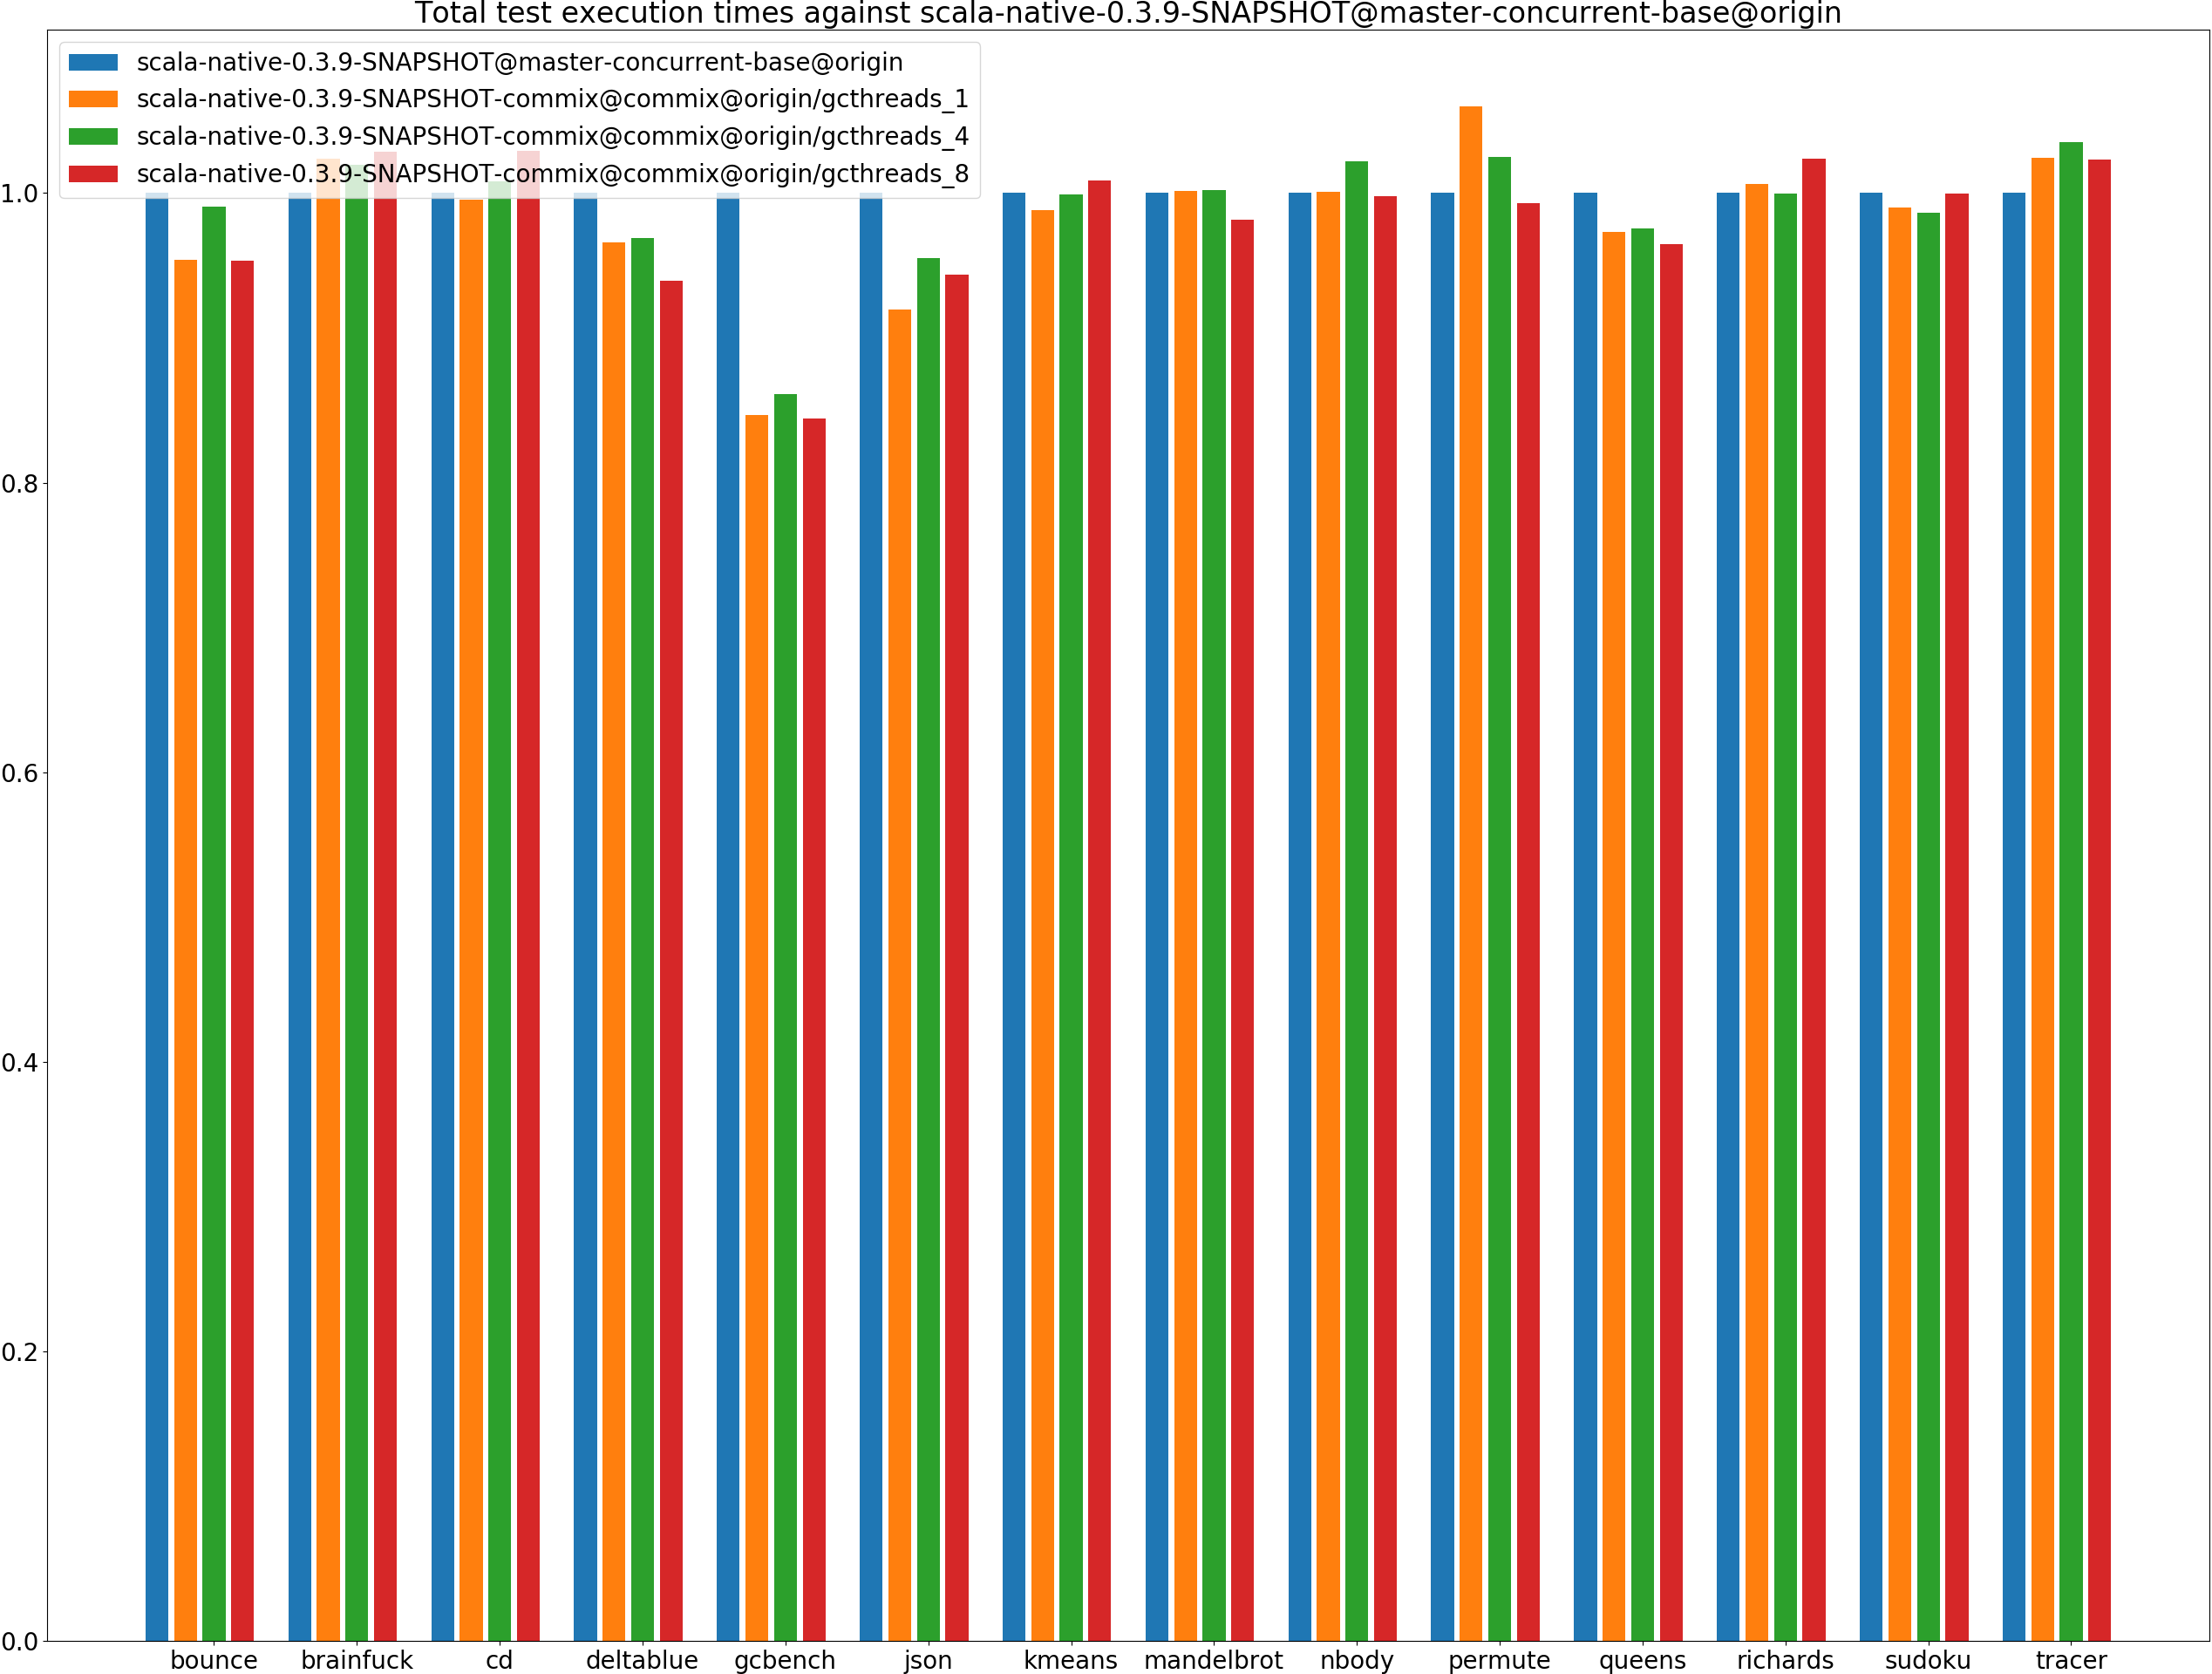 Total test execution times against scala-native-0.3.9-SNAPSHOT@master-concurrent-base@origin
scala-native-0.3.9-SNAPSHOT@master-concurrent-base@origin
scala-native-0.3.9-SNAPSHOT-commix@commix@origin/gcthreads_1
scala-native-0.3.9-SNAPSHOT-commix@commix@origin/gcthreads_4
scala-native-0.3.9-SNAPSHOT-commix@commix@origin/gcthreads_8
1.0
0.8
0.6
0.4
0.2
0.0
bounce brainfuck cd deltablue gcbench json kmeans mandelbrot nbody permute queens richards sudoku tracer